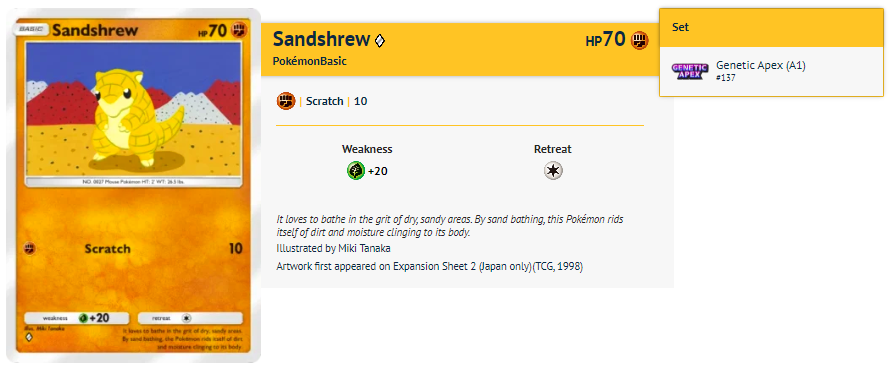 BASIC Sandshrew HP 70
NO. 0027 Mouse Pokémon HT: 2' WT: 26.5 lbs.
Scratch 10
weakness +20 retreat
Illus. Miki Tanaka
It loves to bathe in the grit of dry, sandy areas.
By sand bathing, the Pokémon rids itself of dirt
and moisture clinging to its body.
Sandshrew HP70
PokémonBasic
| Scratch | 10
Weakness Retreat
+20
It loves to bathe in the grit of dry, sandy areas. By sand bathing, this Pokémon rids
itself of dirt and moisture clinging to its body.
Illustrated by Miki Tanaka
Artwork first appeared on Expansion Sheet 2 (Japan only)(TCG, 1998)
Set
GENETIC APEX Genetic Apex (A1)
#137